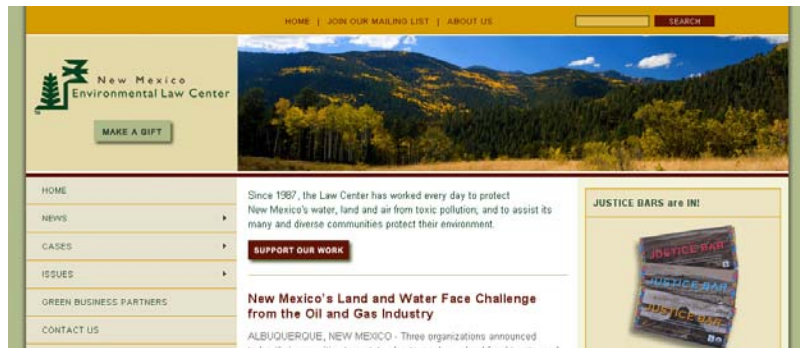 HOME | JOIN OUR MAILING LIST | ABOUT US
SEARCH
New Mexico
Environmental Law Center
TM
MAKE A GIFT
HOME
NEWS
CASES
ISSUES
GREEN BUSINESS PARTNERS
CONTACT US
Since 1987, the Law Center has worked every day to protect
New Mexico's water, land and air from toxic pollution, and to assist its
many and diverse communities protect their environment.
SUPPORT OUR WORK
New Mexico's Land and Water Face Challenge
from the Oil and Gas Industry
ALBUQUERQUE, NEW MEXICO - Three organizations announced
JUSTICE BARS are IN!
JUSTICE BAR
JUSTICE BAR
JUSTICE BAR